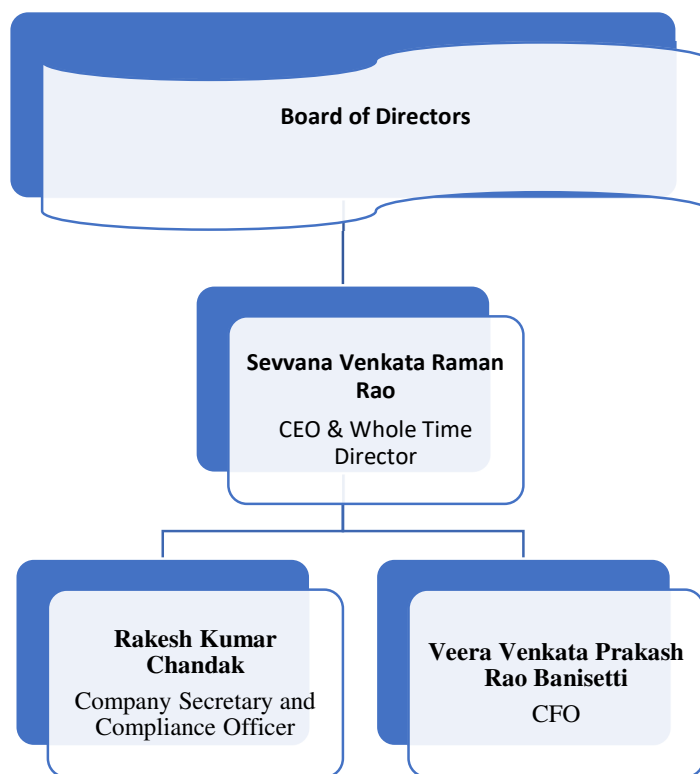 Board of Directors
Sevvana Venkata Raman
Rao
CEO & Whole Time
Director
Rakesh Kumar
Chandak
Company Secretary and
Compliance Officer
Veera Venkata Prakash
Rao Banisetti
CFO